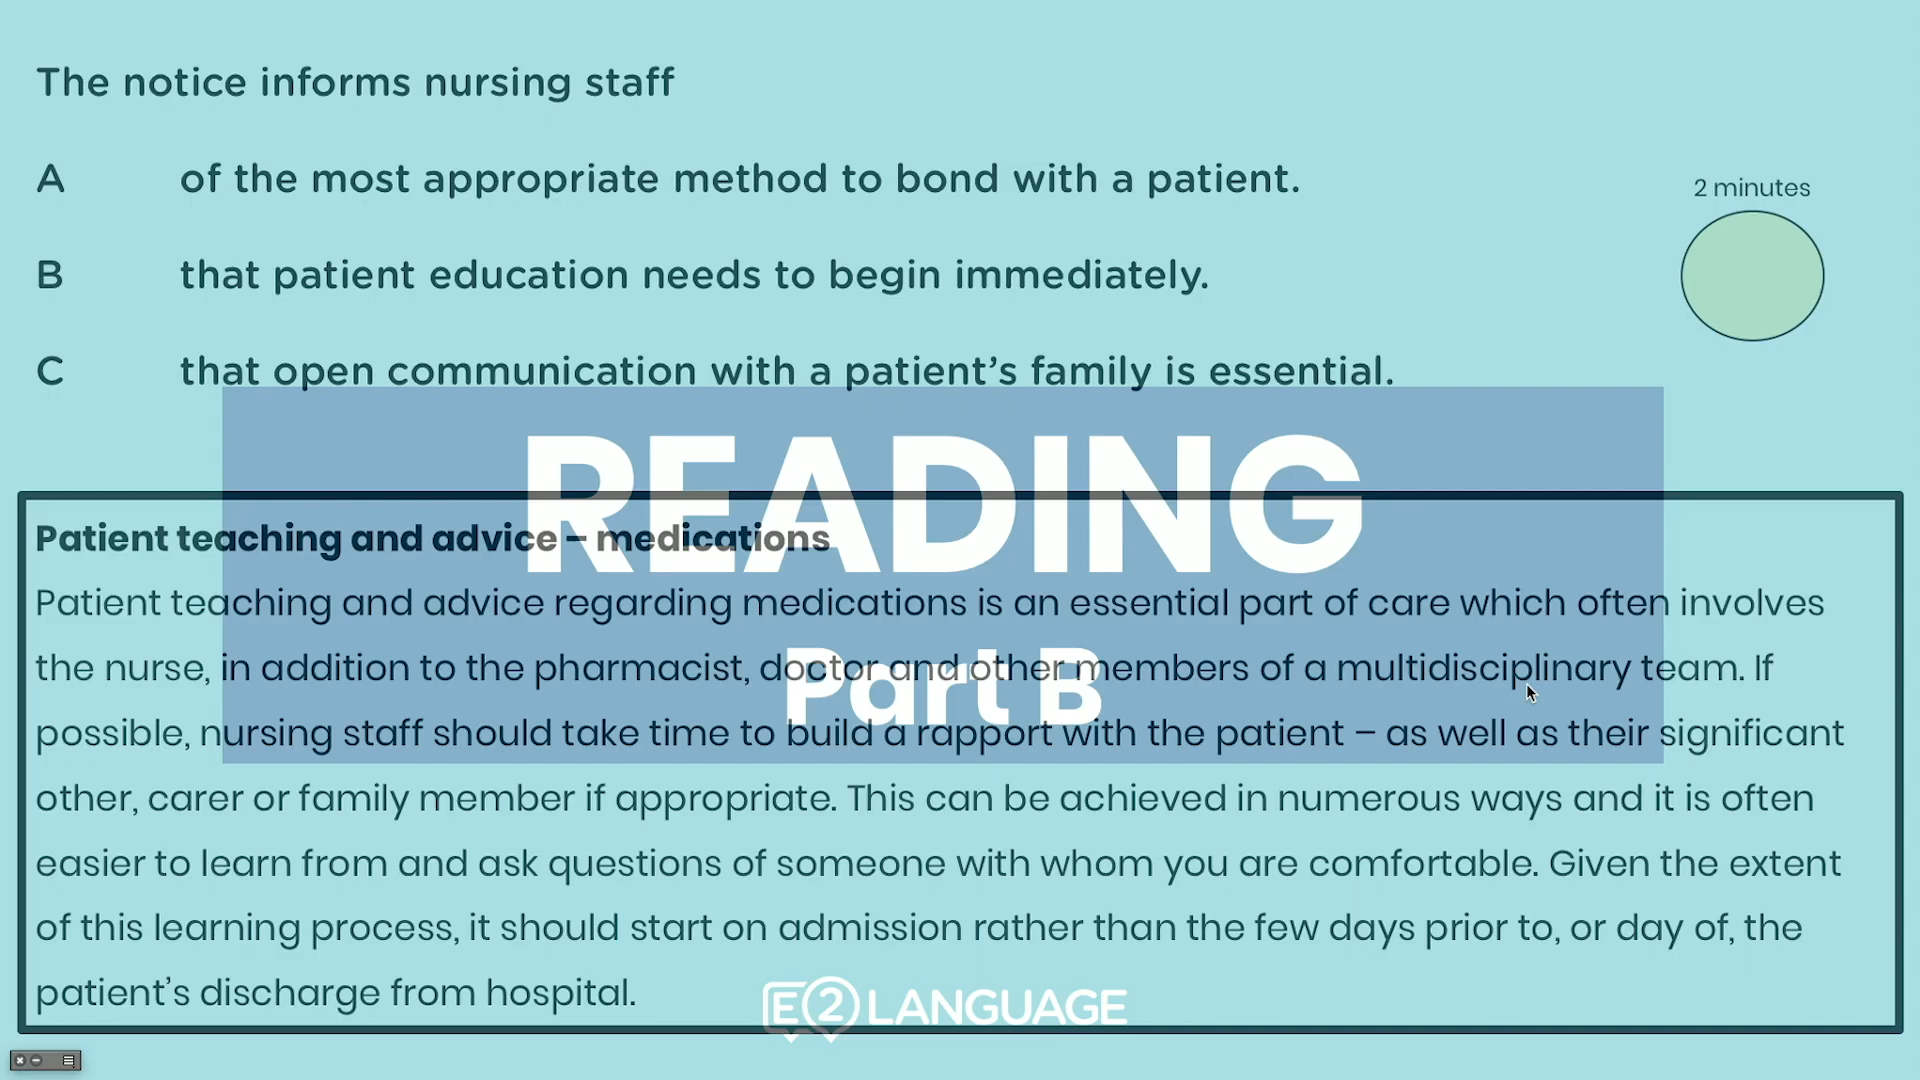 The notice informs nursing staff
A of the most appropriate method to bond with a patient.
2 minutes
B that patient education needs to begin immediately.
C that open communication with a patient’s family is essential.
READING
Part B
Patient teaching and advice – medications
Patient teaching and advice regarding medications is an essential part of care which often involves
the nurse, in addition to the pharmacist, doctor and other members of a multidisciplinary team. If
possible, nursing staff should take time to build a rapport with the patient – as well as their significant
other, carer or family member if appropriate. This can be achieved in numerous ways and it is often
easier to learn from and ask questions of someone with whom you are comfortable. Given the extent
of this learning process, it should start on admission rather than the few days prior to, or day of, the
patient’s discharge from hospital.
E2 LANGUAGE